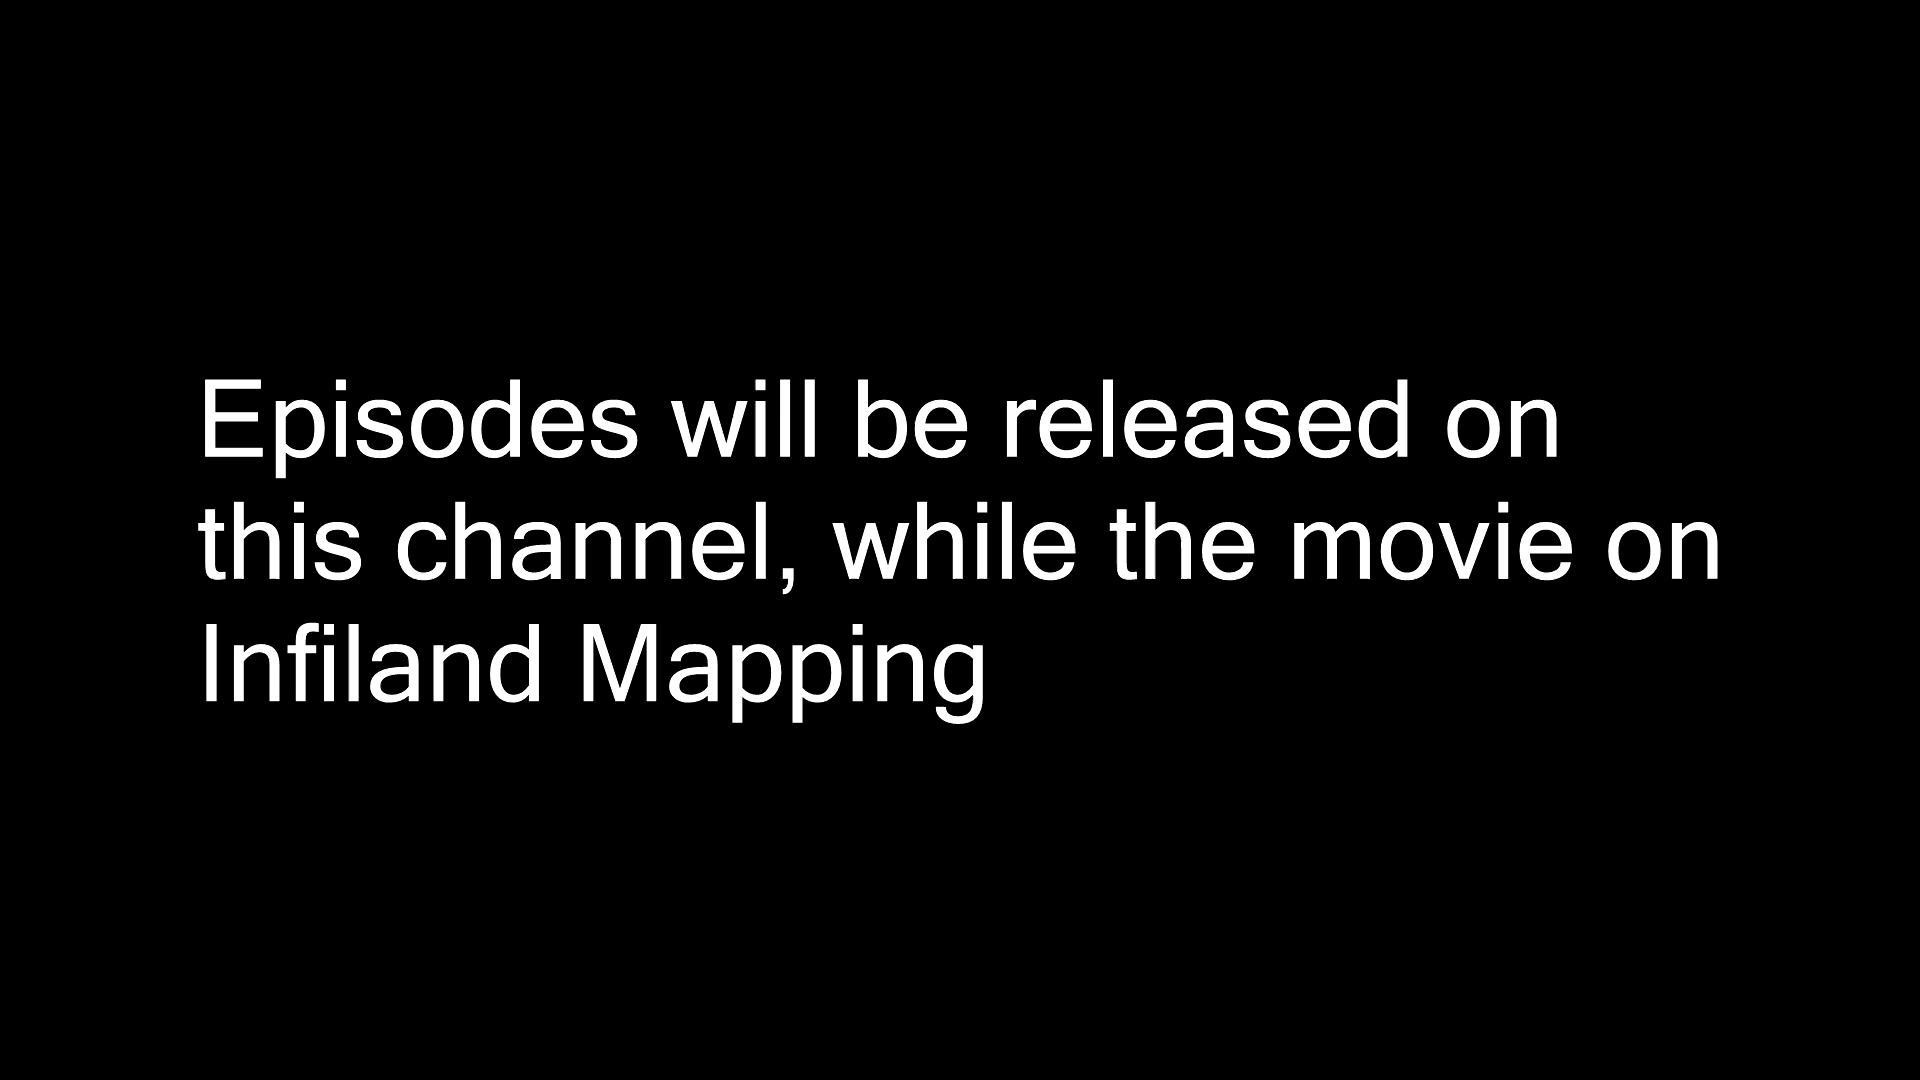 Episodes will be released on
this channel, while the movie on
Infiland Mapping